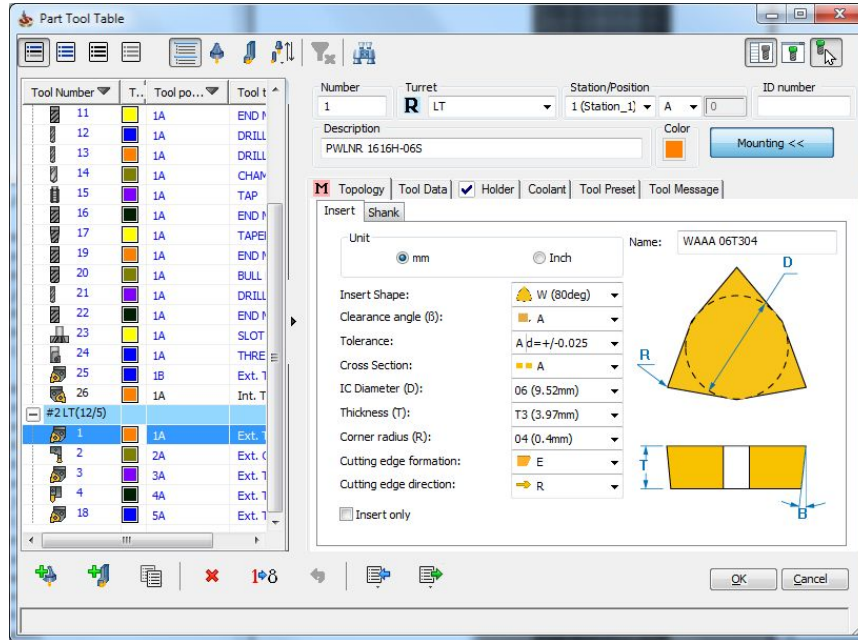 Part Tool Table
Tool Number T.. Tool po... Tool t
11 1A END M
12 1A DRILL
13 1A DRILL
14 1A CHAM
15 1A TAP
16 1A END M
17 1A TAPE
19 1A END M
20 1A BULL
21 1A DRILL
22 1A END M
23 1A SLOT
24 1A THRE
25 1B Ext. T
26 1A Int. T
#2 LT(12/5)
1 1A Ext. T
2 2A Ext. G
3 3A Ext. T
4 4A Ext. T
18 5A Ext. T
Number Turret Station/Position ID number
1 R LT 1 (Station_1) A 0
Description Color
PWLNR 1616H-06S Mounting <<
M Topology Tool Data Holder Coolant Tool Preset Tool Message
Insert Shank
Unit
mm Inch
Name: WAAA 06T304
Insert Shape: W (80deg)
Clearance angle (ß): A
Tolerance: A d=+/-0.025
Cross Section: A
IC Diameter (D): 06 (9.52mm)
Thickness (T): T3 (3.97mm)
Corner radius (R): 04 (0.4mm)
Cutting edge formation: E
Cutting edge direction: R
Insert only
D
R
T
B
1 8
OK Cancel